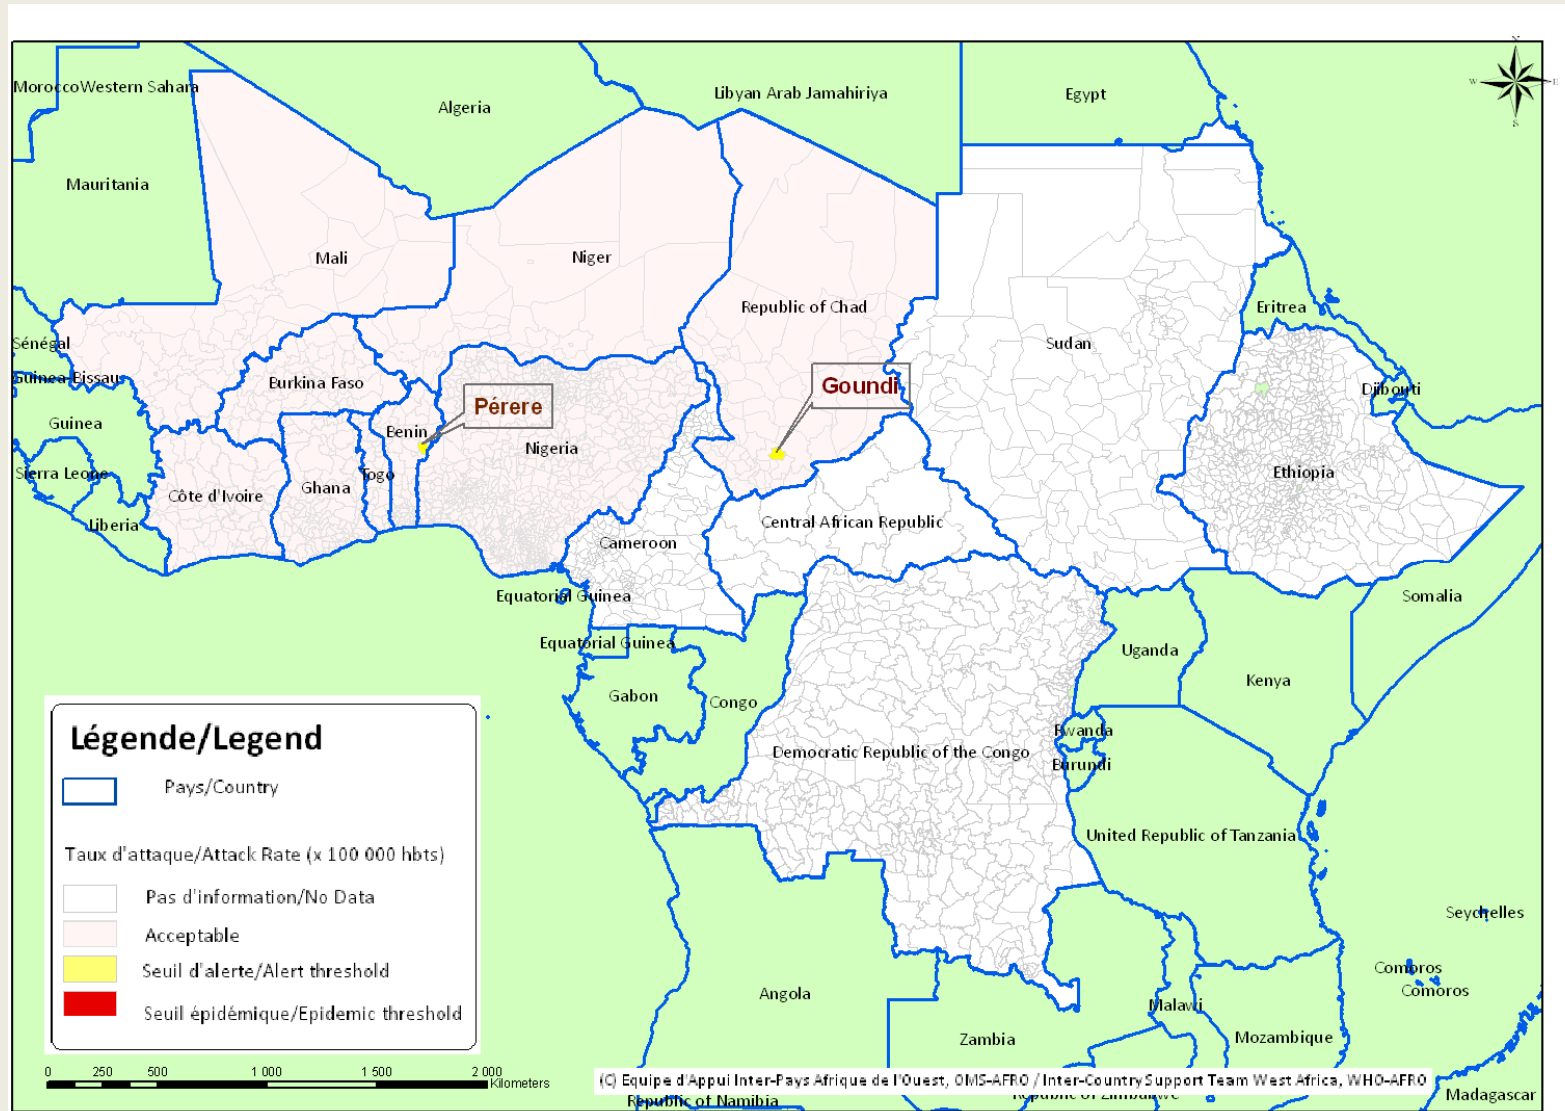 N
W
E
S
Morocco
Western Sahara
Algeria
Libyan Arab Jamahiriya
Egypt
Mauritania
Mali
Niger
Republic of Chad
Sudan
Eritrea
Sénégal
Guinea-Bissau
Guinea
Burkina Faso
Pérere
Goundi
Djibouti
Benin
Nigeria
Sierra Leone
Côte d'Ivoire
Ghana
Togo
Ethiopia
Liberia
Central African Republic
Cameroon
Equatorial Guinea
Somalia
Equatorial Guinea
Uganda
Gabon
Congo
Kenya
Rwanda
Democratic Republic of the Congo
Burundi
United Republic of Tanzania
Seychelles
Comoros
Comoros
Angola
Malawi
Zambia
Mozambique
Légende/Legend
Pays/Country
Taux d'attaque/Attack Rate (x 100 000 hbts)
Pas d'information/No Data
Acceptable
Seuil d'alerte/Alert threshold
Seuil épidémique/Epidemic threshold
0 250 500 1 000 1 500 2 000
Kilometers
(C) Equipe d'Appui Inter-Pays Afrique de l'Ouest, OMS-AFRO / Inter-Country Support Team West Africa, WHO-AFRO
Republic of Namibia
Republic of Zimbabwe
Madagascar